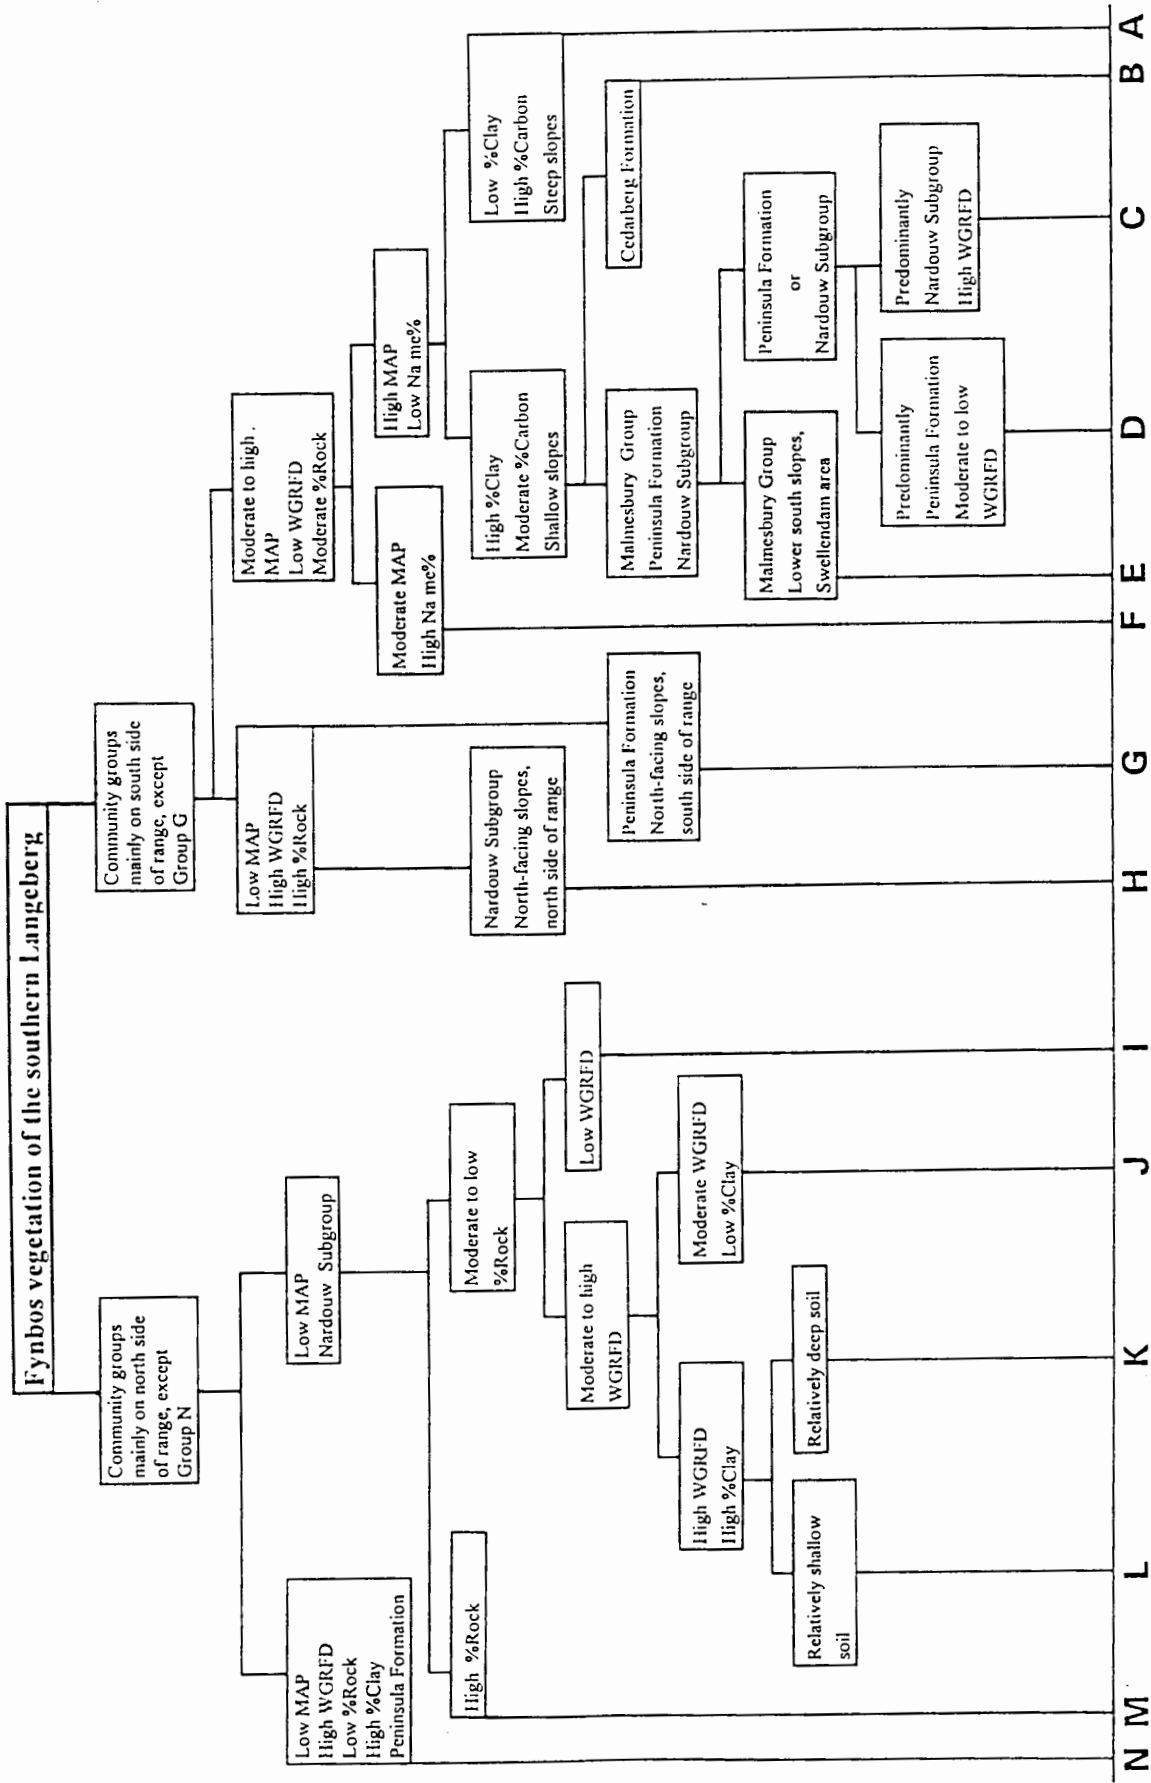 Fynbos vegetation of the southern Langeberg
Community groups
mainly on north side
of range, except
Group N
Community groups
mainly on south side
of range, except
Group G
Low MAP
High WGRFD
Low %Rock
High %Clay
Peninsula Formation
Low MAP
Nardouw Subgroup
Low MAP
High WGRFD
High %Rock
Moderate to high .
MAP
Low WGRFD
Moderate %Rock
High %Rock
Moderate to low
%Rock
Moderate MAP
High Na me%
High MAP
Low Na me%
Moderate to high
WGRFD
Low WGRFD
Nardouw Subgroup
North-facing slopes,
north side of range
High %Clay
Moderate %Carbon
Shallow slopes
Low %Clay
High %Carbon
Steep slopes
High WGRFD
High %Clay
Moderate WGRFD
Low %Clay
Peninsula Formation
North-facing slopes,
south side of range
Malmesbury Group
Peninsula Formation
Nardouw Subgroup
Cedarberg Formation
Relatively shallow
soil
Relatively deep soil
Malmesbury Group
Lower south slopes,
Swellendam area
Peninsula Formation
or
Nardouw Subgroup
Predominantly
Peninsula Formation
Moderate to low
WGRFD
Predominantly
Nardouw Subgroup
High WGRFD
N M L K J I H G F E D C B A